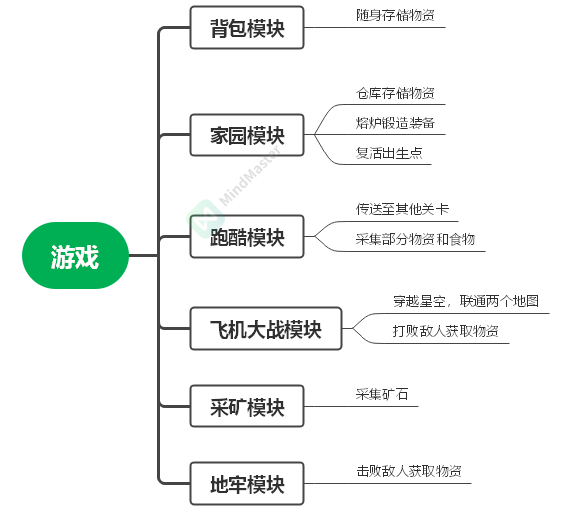 游戏
背包模块
随身存储物资
家园模块
仓库存储物资
熔炉锻造装备
复活出生点
MindMaster
跑酷模块
传送至其他关卡
采集部分物资和食物
飞机大战模块
穿越星空，联通两个地图
打败敌人获取物资
采矿模块
采集矿石
地牢模块
击败敌人获取物资